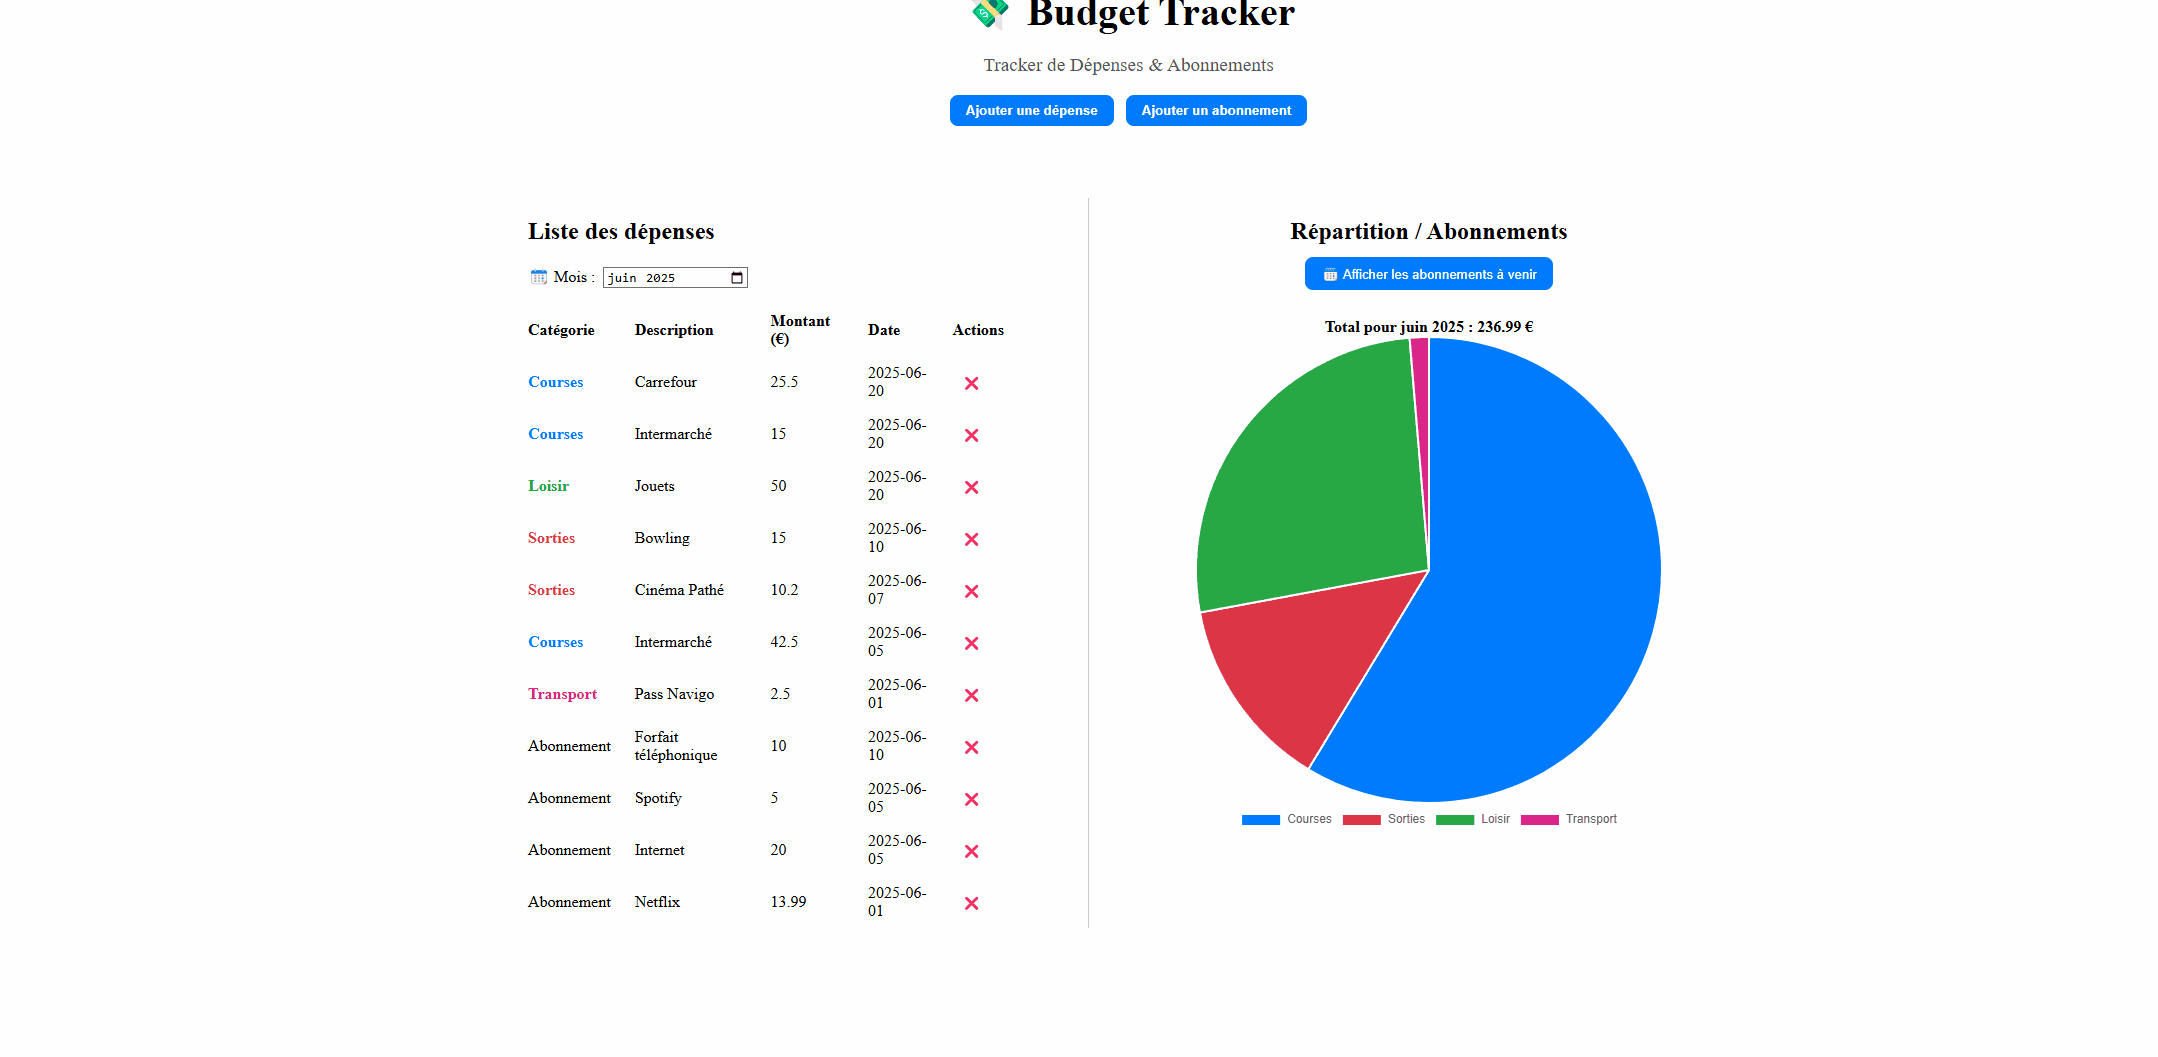 Budget Tracker
Tracker de Dépenses & Abonnements
Ajouter une dépense Ajouter un abonnement
Liste des dépenses
Mois : juin 2025
Catégorie Description Montant (€) Date Actions
Courses Carrefour 25.5 2025-06-20
Courses Intermarché 15 2025-06-20
Loisir Jouets 50 2025-06-20
Sorties Bowling 15 2025-06-10
Sorties Cinéma Pathé 10.2 2025-06-07
Courses Intermarché 42.5 2025-06-05
Transport Pass Navigo 2.5 2025-06-01
Abonnement Forfait téléphonique 10 2025-06-10
Abonnement Spotify 5 2025-06-05
Abonnement Internet 20 2025-06-05
Abonnement Netflix 13.99 2025-06-01
Répartition / Abonnements
Afficher les abonnements à venir
Total pour juin 2025 : 236.99 €
Courses Sorties Loisir Transport